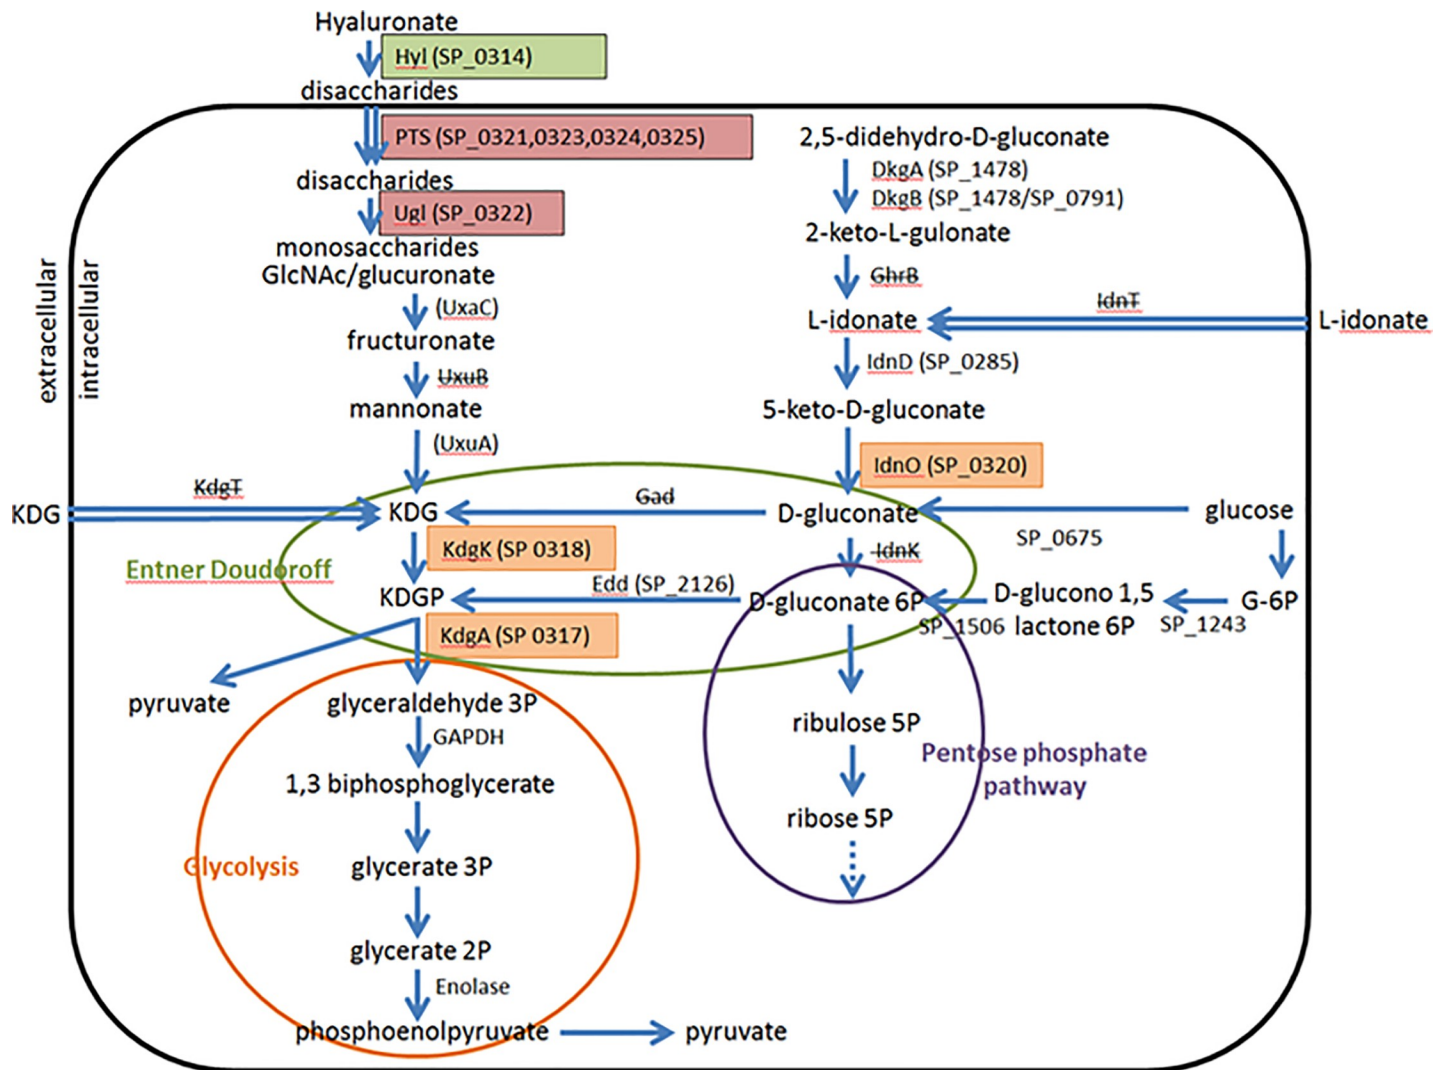 Hyaluronate
Hyl (SP_0314)
disaccharides
PTS (SP_0321,0323,0324,0325)
disaccharides
Ugl (SP_0322)
monosaccharides
GlcNAc/glucuronate
(UxaC)
fructuronate
UxuB
mannonate
(UxuA)
extracellular
intracellular
2,5-didehydro-D-gluconate
DkgA (SP_1478)
DkgB (SP_1478/SP_0791)
2-keto-L-gulonate
GhrB
L-idonate
IdnT
L-idonate
IdnD (SP_0285)
5-keto-D-gluconate
IdnO (SP_0320)
KDG
KdgT
KDG
Gad
D-gluconate
SP_0675
glucose
KdgK (SP 0318)
IdnK
Entner Doudoroff
KDGP
Edd (SP_2126)
D-gluconate 6P
SP_1506
D-glucono 1,5
lactone 6P
SP_1243
G-6P
KdgA (SP 0317)
pyruvate
glyceraldehyde 3P
GAPDH
1,3 biphosphoglycerate
Glycolysis
glycerate 3P
glycerate 2P
Enolase
phosphoenolpyruvate
pyruvate
ribulose 5P
Pentose phosphate
pathway
ribose 5P